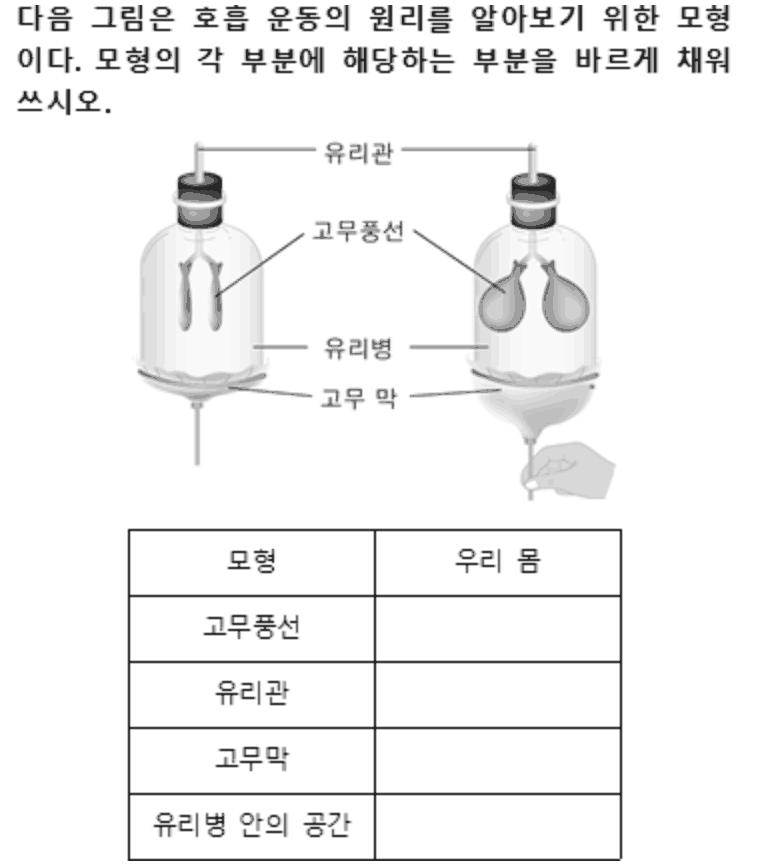 다음 그림은 호흡 운동의 원리를 알아보기 위한 모형
이다. 모형의 각 부분에 해당하는 부분을 바르게 채워
쓰시오.
유리관
고무풍선
유리병
고무 막
모형 우리 몸
고무풍선
유리관
고무막
유리병 안의 공간